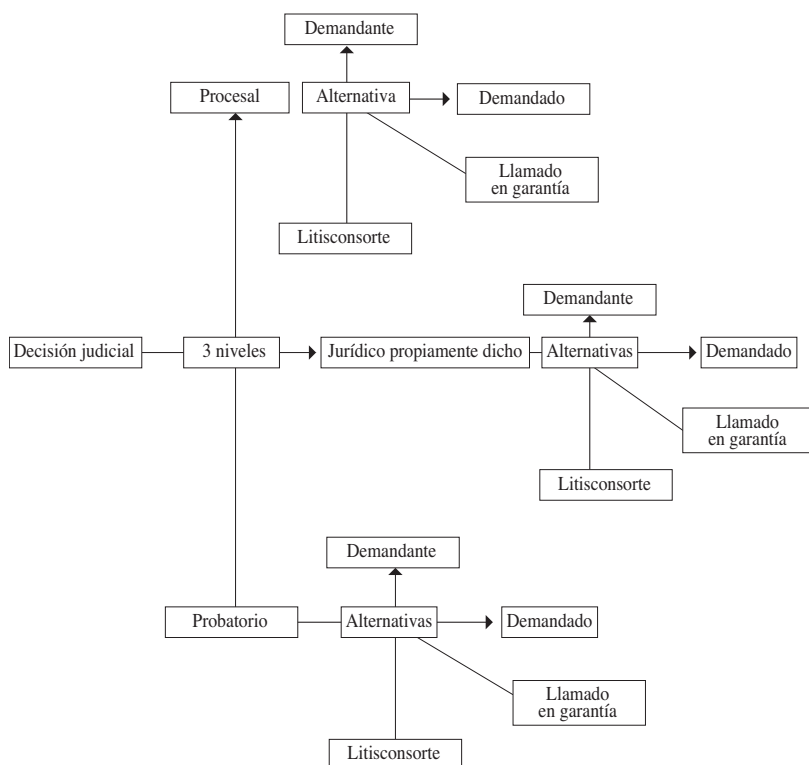 Demandante
Procesal
Alternativa
Demandado
Llamado
en garantía
Litisconsorte
Demandante
Decisión judicial
3 niveles
Jurídico propiamente dicho
Alternativas
Demandado
Llamado
en garantía
Litisconsorte
Demandante
Probatorio
Alternativas
Demandado
Llamado
en garantía
Litisconsorte